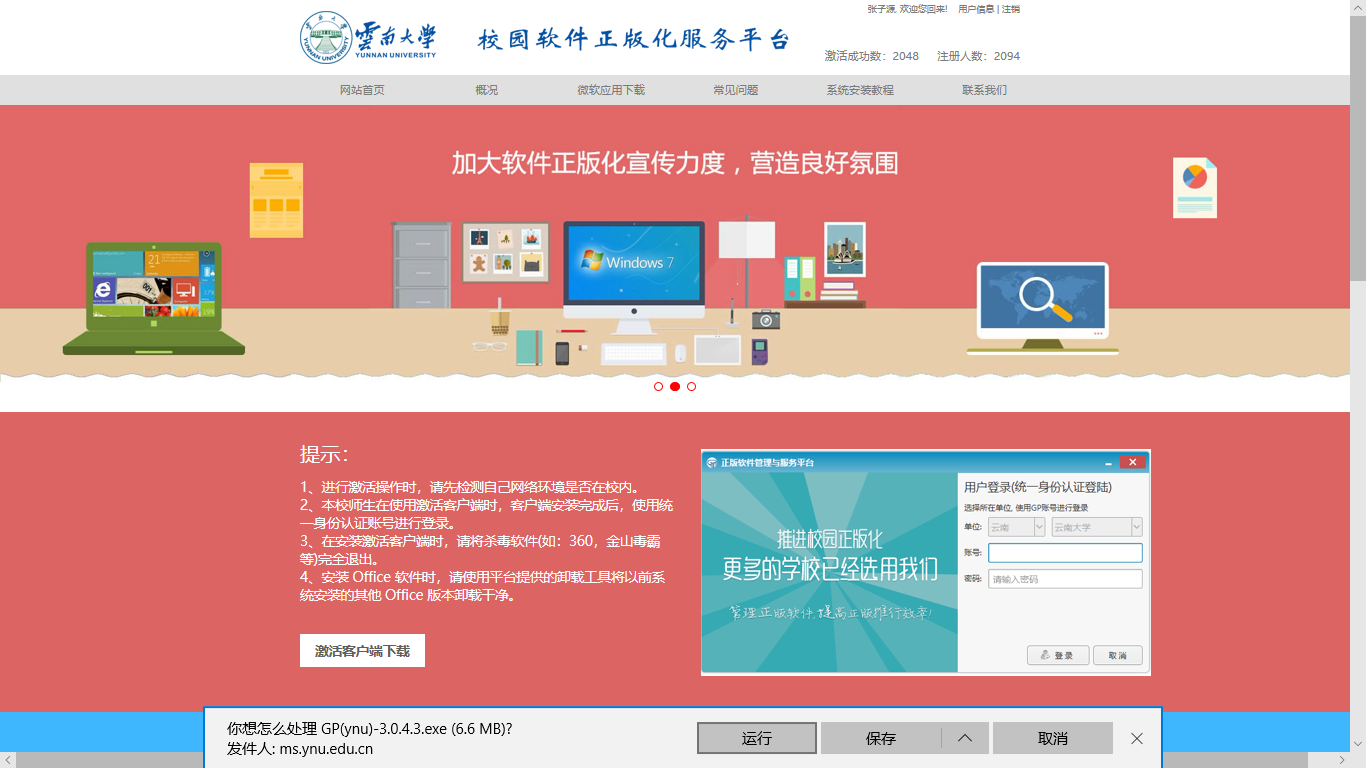 张子源, 欢迎您回来! 用户信息 | 注销
雲南大學
YUNNAN UNIVERSITY
校园软件正版化服务平台
激活成功数：2048 注册人数：2094
网站首页 概况 微软应用下载 常见问题 系统安装教程 联系我们
加大软件正版化宣传力度，营造良好氛围
Windows 7
提示：
1、进行激活操作时，请先检测自己网络环境是否在校内。
2、本校师生在使用激活客户端时，客户端安装完成后，使用统
一身份认证账号进行登录。
3、在安装激活客户端时，请将杀毒软件(如：360，金山毒霸
等)完全退出。
4、安装 Office 软件时，请使用平台提供的卸载工具将以前系
统安装的其他 Office 版本卸载干净。
激活客户端下载
正版软件管理与服务平台
推进校园正版化
更多的学校已经选用我们
管理正版软件,提高正版推行效率!
用户登录(统一身份认证登陆)
选择所在单位, 使用GP账号进行登录
单位: 云南 云南大学
账号:
密码: 请输入密码
登录 取消
你想怎么处理 GP(ynu)-3.0.4.3.exe (6.6 MB)?
发件人: ms.ynu.edu.cn
运行 保存 取消